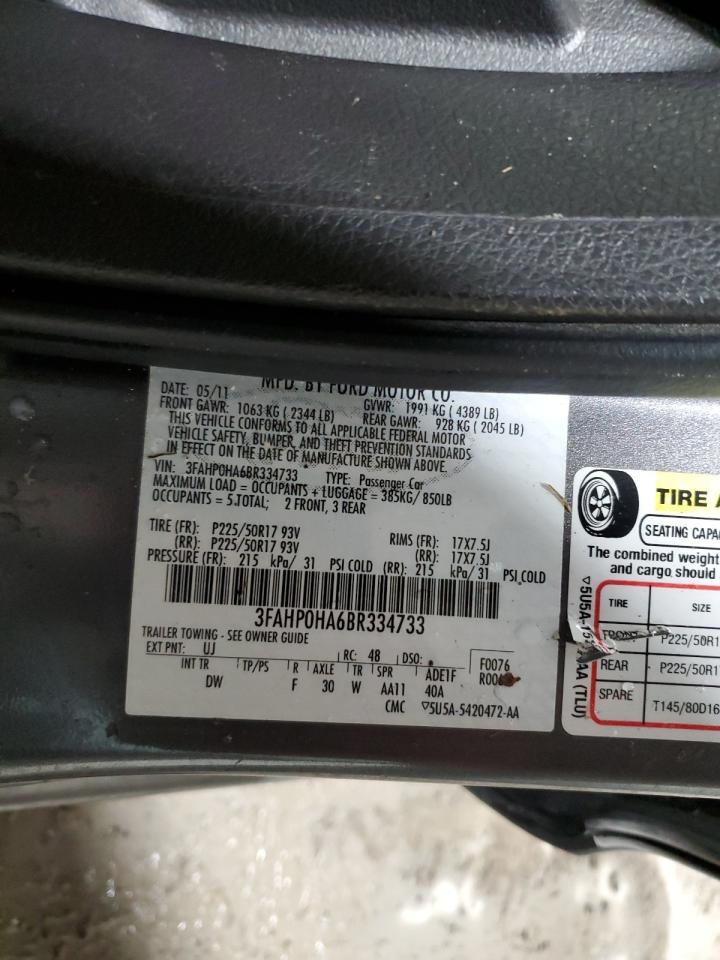 MFD. BY FORD MOTOR CO.
DATE: 05/11 GVWR: 1991 KG ( 4389 LB)
FRONT GAWR: 1063 KG ( 2344 LB) REAR GAWR: 928 KG ( 2045 LB)
THIS VEHICLE CONFORMS TO ALL APPLICABLE FEDERAL MOTOR
VEHICLE SAFETY, BUMPER, AND THEFT PREVENTION STANDARDS
IN EFFECT ON THE DATE OF MANUFACTURE SHOWN ABOVE.
VIN: 3FAHP0HA6BR334733 TYPE: Passenger Car
MAXIMUM LOAD = OCCUPANTS + LUGGAGE = 385KG/ 850LB
OCCUPANTS = 5.TOTAL; 2 FRONT, 3 REAR
TIRE (FR): P225/50R17 93V RIMS (FR): 17X7.5J
(RR): P225/50R17 93V (RR): 17X7.5J
PRESSURE (FR): 215 kPa/ 31 PSI COLD (RR): 215 kPa/ 31 PSI COLD
3FAHP0HA6BR334733
TRAILER TOWING - SEE OWNER GUIDE
EXT PNT: UJ RC: 48 DSO: F0076
INT TR TP/PS R AXLE TR SPR ADE1F
DW F 30 W AA11 40A
CMC ▽5U5A-5420472-AA
TIRE
SEATING
The combined weight
and cargo should
TIRE SIZE
FRONT P225/50R1
REAR P225/50R1
SPARE T145/80D16
AA (TLU)